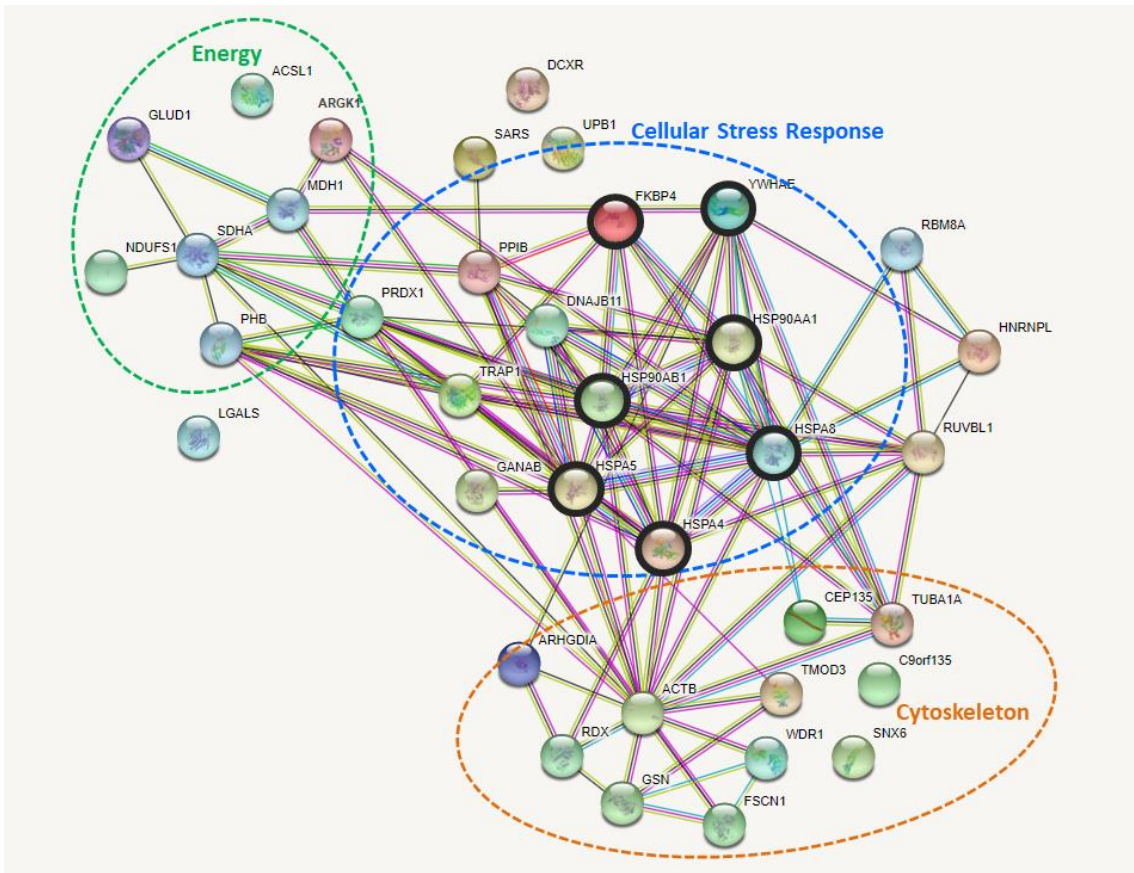 Energy
ACSL1
DCXR
GLUD1
ARGK1
SARS
UPB1
Cellular Stress Response
MDH1
FKBP4
YWHAE
NDUFS1
SDHA
PPIB
RBM8A
PRDX1
DNAJB11
HSP90AA1
HNRNPL
PHB
TRAP1
HSP90AB1
LGALS
HSPA8
RUVBL1
GANAB
HSPA5
HSPA4
CEP135
TUBA1A
ARHGDIA
ACTB
TMOD3
C9orf135
Cytoskeleton
RDX
WDR1
SNX6
GSN
FSCN1